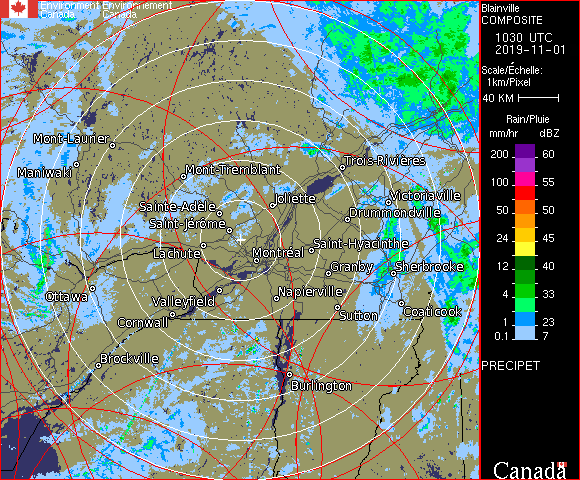 Environment Environnement
Canada Canada
Blainville
COMPOSITE
1030 UTC
2019-11-01
Scale/Échelle:
1km/Pixel
40 KM
Rain/Pluie
mm/hr dBZ
200 60
100 55
50 50
24 45
12 40
8 33
4 30
1 23
0.1 7
PRECIPET
Canada
Mont-Laurier
Maniwaki
Mont-Tremblant
Trois-Rivières
Sainte-Adèle
Joliette
Victoriaville
Saint-Jérôme
Drummondville
Lachute
Montréal
Saint-Hyacinthe
Granby
Sherbrooke
Ottawa
Valleyfield
Napierville
Cornwall
Sutton
Coaticook
Brockville
Burlington